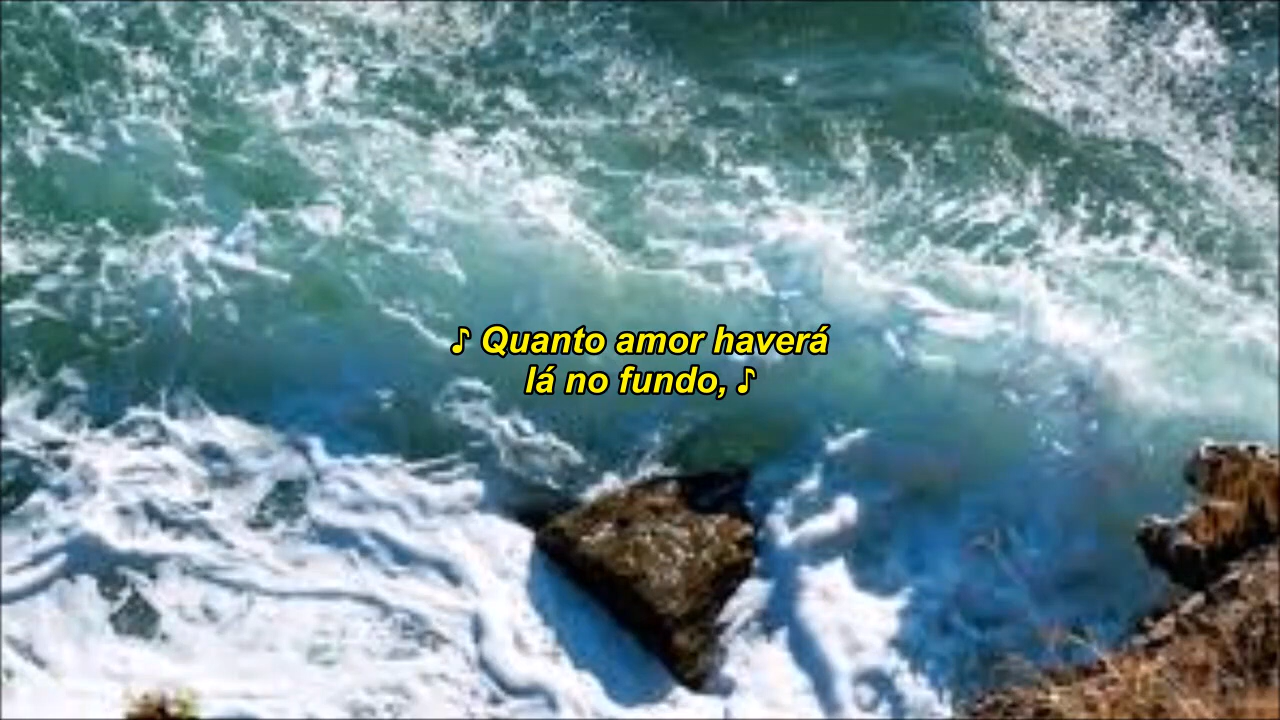 ♪ Quanto amor haverá
lá no fundo, ♪